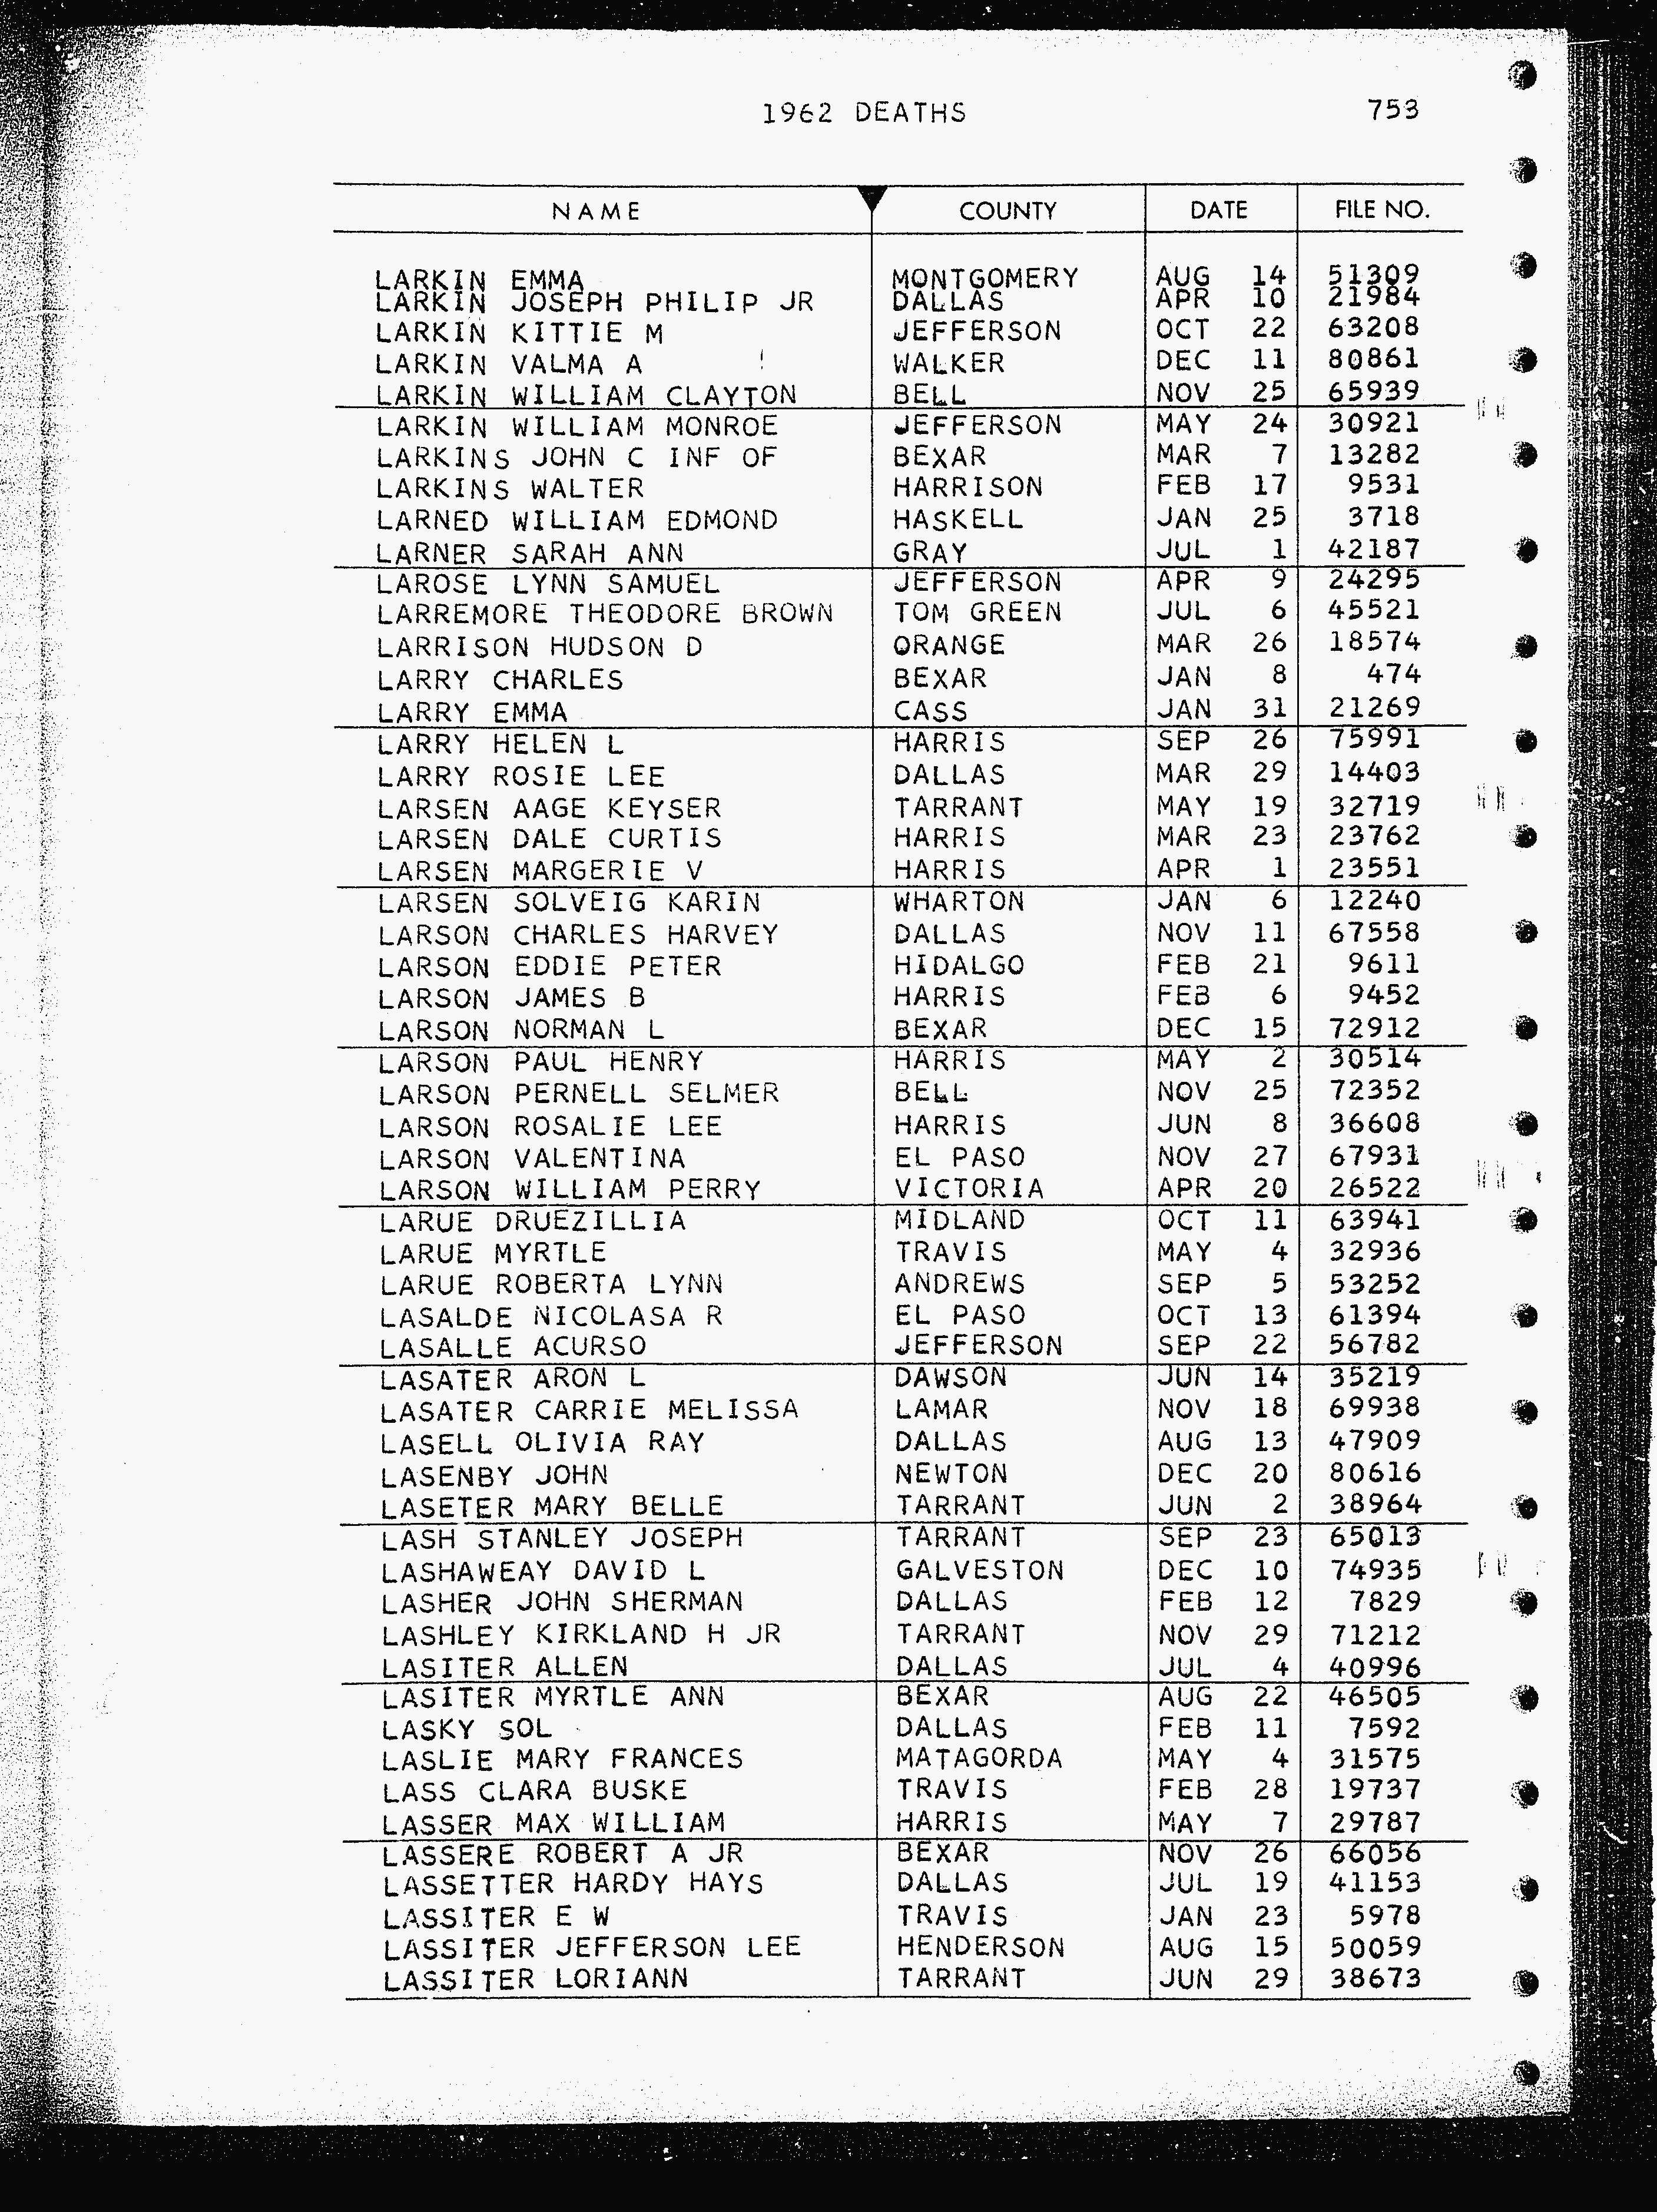 1962 DEATHS 753
NAME COUNTY DATE FILE NO.
LARKIN EMMA MONTGOMERY AUG 14 51309
LARKIN JOSEPH PHILIP JR DALLAS APR 10 21984
LARKIN KITTIE M JEFFERSON OCT 22 63208
LARKIN VALMA A WALKER DEC 11 80861
LARKIN WILLIAM CLAYTON BELL NOV 25 65939
LARKIN WILLIAM MONROE JEFFERSON MAY 24 30921
LARKINS JOHN C INF OF BEXAR MAR 7 13282
LARKINS WALTER HARRISON FEB 17 9531
LARNED WILLIAM EDMOND HASKELL JAN 25 3718
LARNER SARAH ANN GRAY JUL 1 42187
LAROSE LYNN SAMUEL JEFFERSON APR 9 24295
LARREMORE THEODORE BROWN TOM GREEN JUL 6 45521
LARRISON HUDSON D ORANGE MAR 26 18574
LARRY CHARLES BEXAR JAN 8 474
LARRY EMMA CASS JAN 31 21269
LARRY HELEN L HARRIS SEP 26 75991
LARRY ROSIE LEE DALLAS MAR 29 14403
LARSEN AAGE KEYSER TARRANT MAY 19 32719
LARSEN DALE CURTIS HARRIS MAR 23 23762
LARSEN MARGERIE V HARRIS APR 1 23551
LARSEN SOLVEIG KARIN WHARTON JAN 6 12240
LARSON CHARLES HARVEY DALLAS NOV 11 67558
LARSON EDDIE PETER HIDALGO FEB 21 9611
LARSON JAMES B HARRIS FEB 6 9452
LARSON NORMAN L BEXAR DEC 15 72912
LARSON PAUL HENRY HARRIS MAY 2 30514
LARSON PERNELL SELMER BELL NOV 25 72352
LARSON ROSALIE LEE HARRIS JUN 8 36608
LARSON VALENTINA EL PASO NOV 27 67931
LARSON WILLIAM PERRY VICTORIA APR 20 26522
LARUE DRUEZILLIA MIDLAND OCT 11 63941
LARUE MYRTLE TRAVIS MAY 4 32936
LARUE ROBERTA LYNN ANDREWS SEP 5 53252
LASALDE NICOLASA R EL PASO OCT 13 61394
LASALLE ACURSO JEFFERSON SEP 22 56782
LASATER ARON L DAWSON JUN 14 35219
LASATER CARRIE MELISSA LAMAR NOV 18 69938
LASELL OLIVIA RAY DALLAS AUG 13 47909
LASENBY JOHN NEWTON DEC 20 80616
LASETER MARY BELLE TARRANT JUN 2 38964
LASH STANLEY JOSEPH TARRANT SEP 23 65013
LASHAWEAY DAVID L GALVESTON DEC 10 74935
LASHER JOHN SHERMAN DALLAS FEB 12 7829
LASHLEY KIRKLAND H JR TARRANT NOV 29 71212
LASITER ALLEN DALLAS JUL 4 40996
LASITER MYRTLE ANN BEXAR AUG 22 46505
LASKY SOL DALLAS FEB 11 7592
LASLIE MARY FRANCES MATAGORDA MAY 4 31575
LASS CLARA BUSKE TRAVIS FEB 28 19737
LASSER MAX WILLIAM HARRIS MAY 7 29787
LASSERE ROBERT A JR BEXAR NOV 26 66056
LASSETTER HARDY HAYS DALLAS JUL 19 41153
LASSITER E W TRAVIS JAN 23 5978
LASSITER JEFFERSON LEE HENDERSON AUG 15 50059
LASSITER LORIANN TARRANT JUN 29 38673